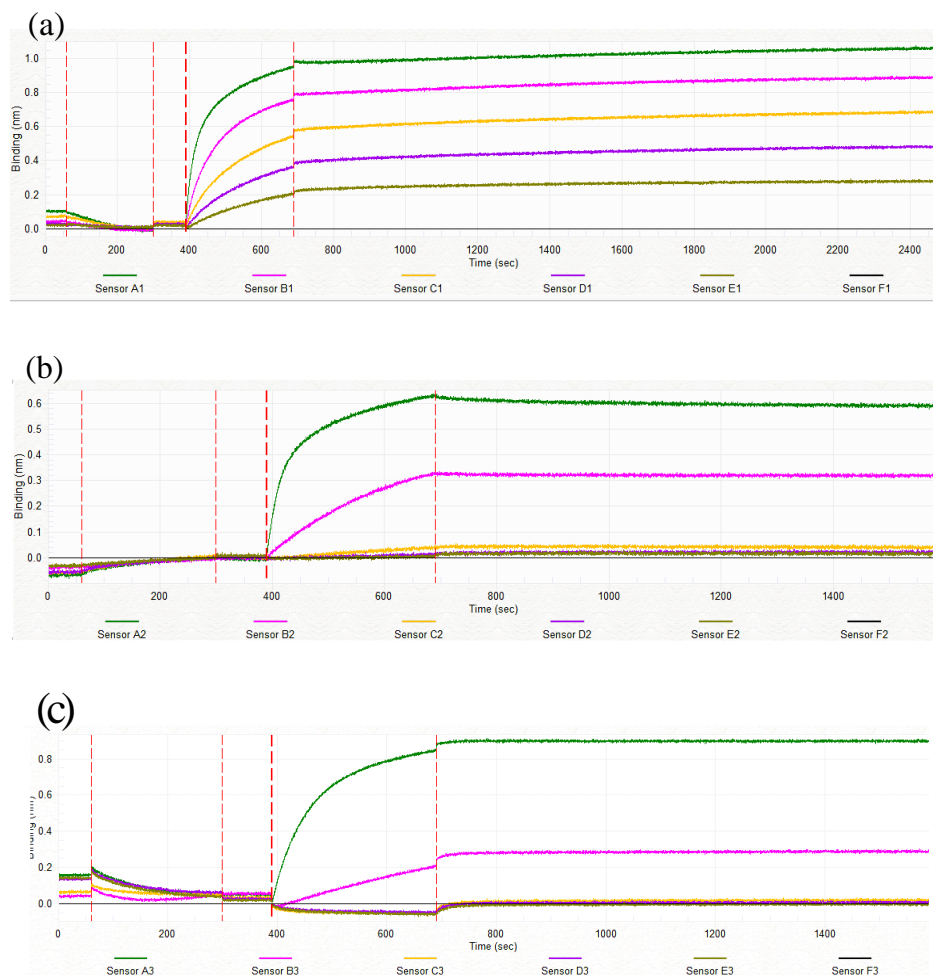 (a)
Binding (nm)
1.0
0.8
0.6
0.4
0.2
0.0
0 200 400 600 800 1000 1200 1400 1600 1800 2000 2200 2400
Time (sec)
Sensor A1 Sensor B1 Sensor C1 Sensor D1 Sensor E1 Sensor F1
(b)
Binding (nm)
0.6
0.5
0.4
0.3
0.2
0.1
0.0
0 200 400 600 800 1000 1200 1400
Time (sec)
Sensor A2 Sensor B2 Sensor C2 Sensor D2 Sensor E2 Sensor F2
(c)
(nm)
0.8
0.6
0.4
0.2
0.0
0 200 400 600 800 1000 1200 1400
Time (sec)
Sensor A3 Sensor B3 Sensor C3 Sensor D3 Sensor E3 Sensor F3